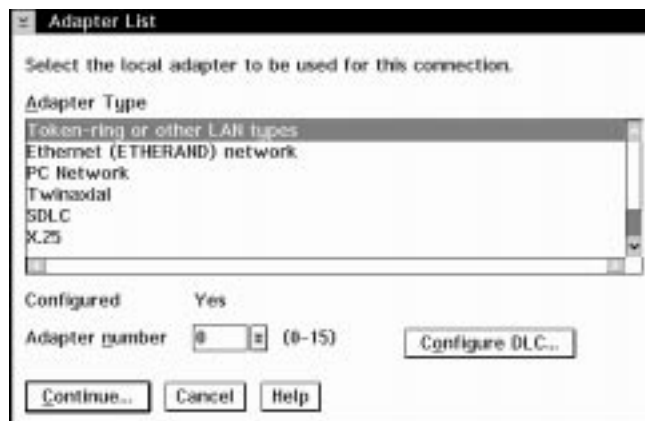 Adapter List
Select the local adapter to be used for this connection.
Adapter Type
Token-ring or other LAN types
Ethernet (ETHERAND) network
PC Network
Twinaxial
SDLC
X.25
Configured Yes
Adapter number 0 (0-15)
Configure DLC...
Continue... Cancel Help